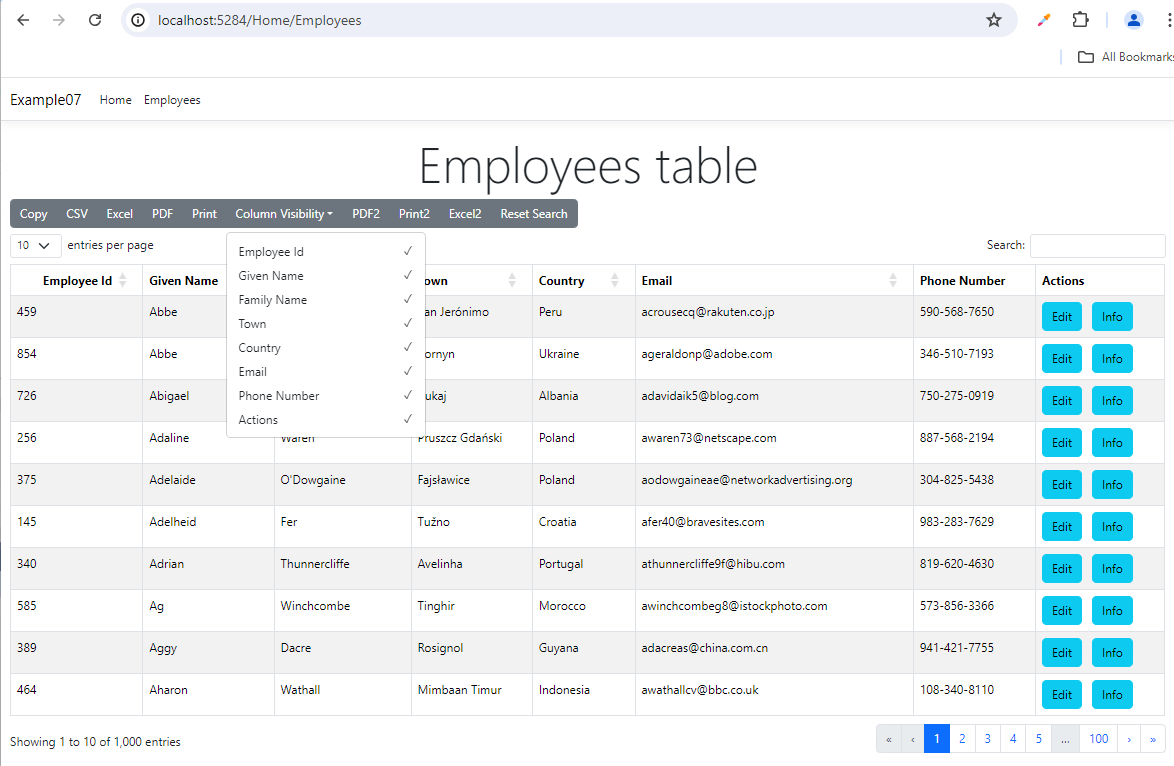 localhost:5284/Home/Employees
All Bookmarks
Example07 Home Employees
Employees table
Copy CSV Excel PDF Print Column Visibility PDF2 Print2 Excel2 Reset Search
10 entries per page Search:
Employee Id ✓
Given Name ✓
Family Name ✓
Town ✓
Country ✓
Email ✓
Phone Number ✓
Actions ✓
Employee Id Given Name own Country Email Phone Number Actions
459 Abbe an Jerónimo Peru acrousecq@rakuten.co.jp 590-568-7650 Edit Info
854 Abbe ornyn Ukraine ageraldonp@adobe.com 346-510-7193 Edit Info
726 Abigael ukaj Albania adavidaik5@blog.com 750-275-0919 Edit Info
256 Adaline Waren Pruszcz Gdański Poland awaren73@netscape.com 887-568-2194 Edit Info
375 Adelaide O'Dowgaine Fajsławice Poland aodowgaineae@networkadvertising.org 304-825-5438 Edit Info
145 Adelheid Fer Tužno Croatia afer40@bravesites.com 983-283-7629 Edit Info
340 Adrian Thunnercliffe Avelinha Portugal athunnercliffe9f@hibu.com 819-620-4630 Edit Info
585 Ag Winchcombe Tinghir Morocco awinchcombeg8@istockphoto.com 573-856-3366 Edit Info
389 Aggy Dacre Rosignol Guyana adacreas@china.com.cn 941-421-7755 Edit Info
464 Aharon Wathall Mimbaan Timur Indonesia awathallcv@bbc.co.uk 108-340-8110 Edit Info
Showing 1 to 10 of 1,000 entries « ‹ 1 2 3 4 5 ... 100 › »